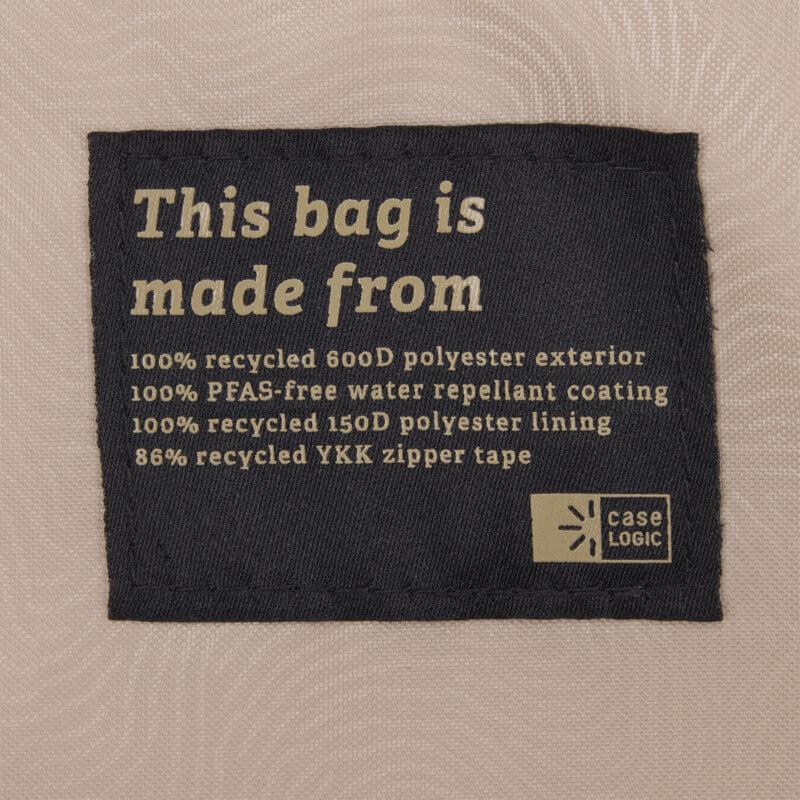 This bag is
made from
100% recycled 600D polyester exterior
100% PFAS-free water repellant coating
100% recycled 150D polyester lining
86% recycled YKK zipper tape
case
LOGIC